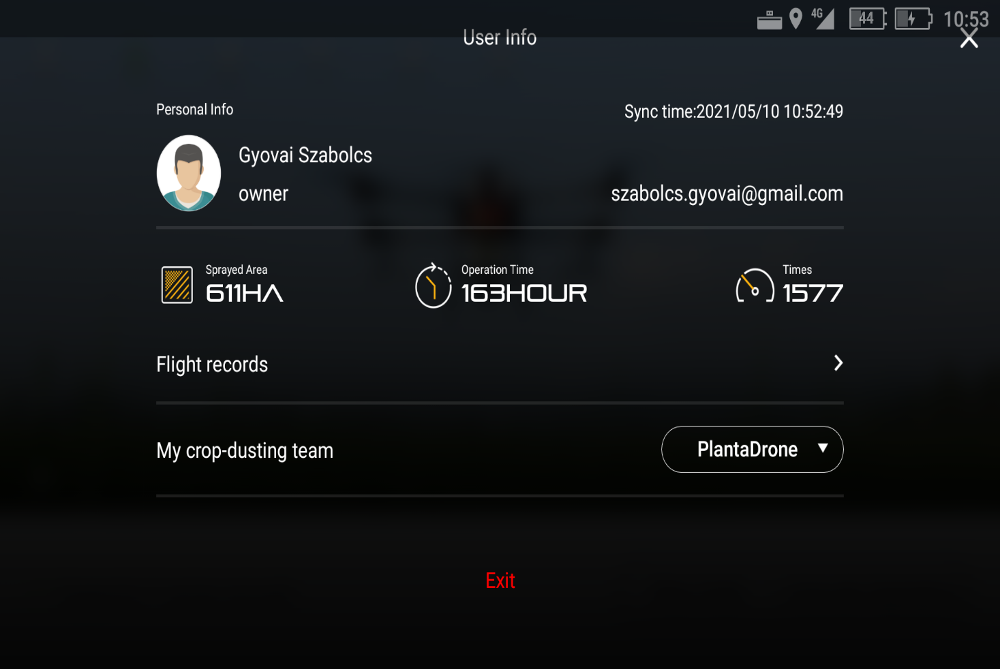 4G 44 10:53
User Info
Personal Info
Sync time:2021/05/10 10:52:49
Gyovai Szabolcs
owner
szabolcs.gyovai@gmail.com
Sprayed Area
611HA
Operation Time
163HOUR
Times
1577
Flight records
My crop-dusting team
PlantaDrone
Exit